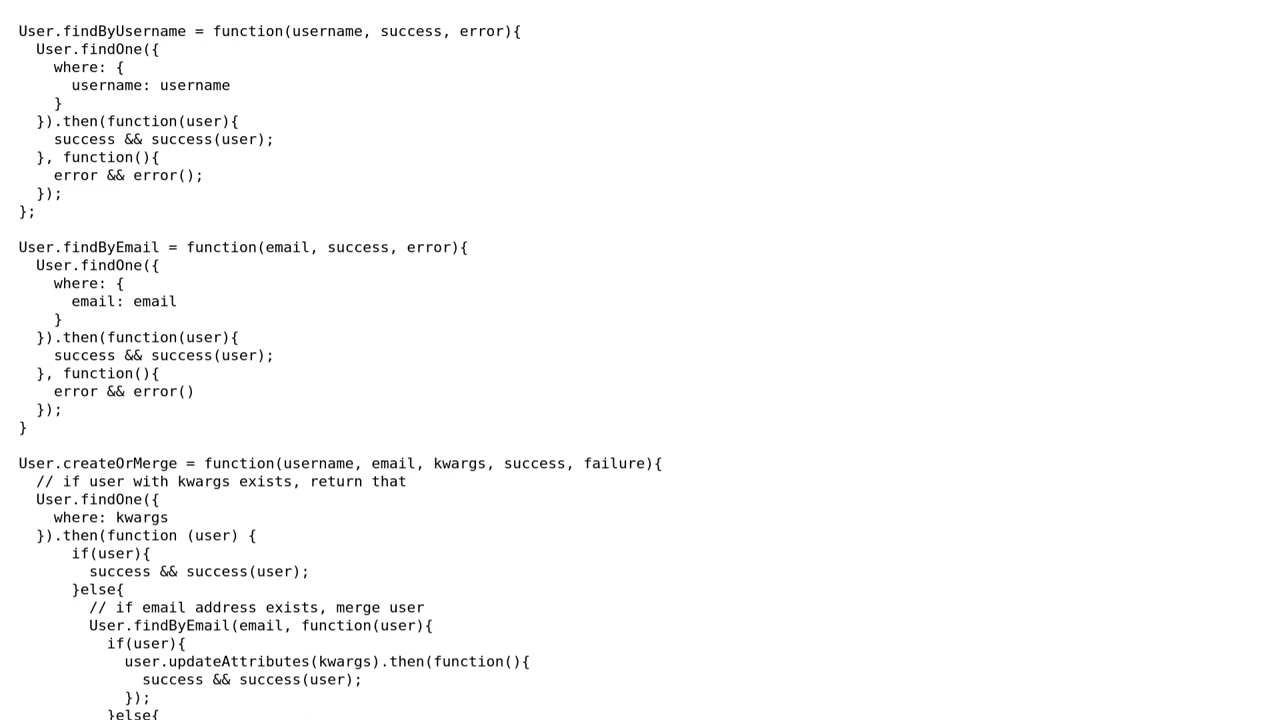 User.findByUsername = function(username, success, error){
  User.findOne({
    where: {
      username: username
    }
  }).then(function(user){
    success && success(user);
  }, function(){
    error && error();
  });
};

User.findByEmail = function(email, success, error){
  User.findOne({
    where: {
      email: email
    }
  }).then(function(user){
    success && success(user);
  }, function(){
    error && error()
  });
}

User.createOrMerge = function(username, email, kwargs, success, failure){
  // if user with kwargs exists, return that
  User.findOne({
    where: kwargs
  }).then(function (user) {
      if(user){
        success && success(user);
      }else{
        // if email address exists, merge user
        User.findByEmail(email, function(user){
          if(user){
            user.updateAttributes(kwargs).then(function(){
              success && success(user);
            });
          }else{